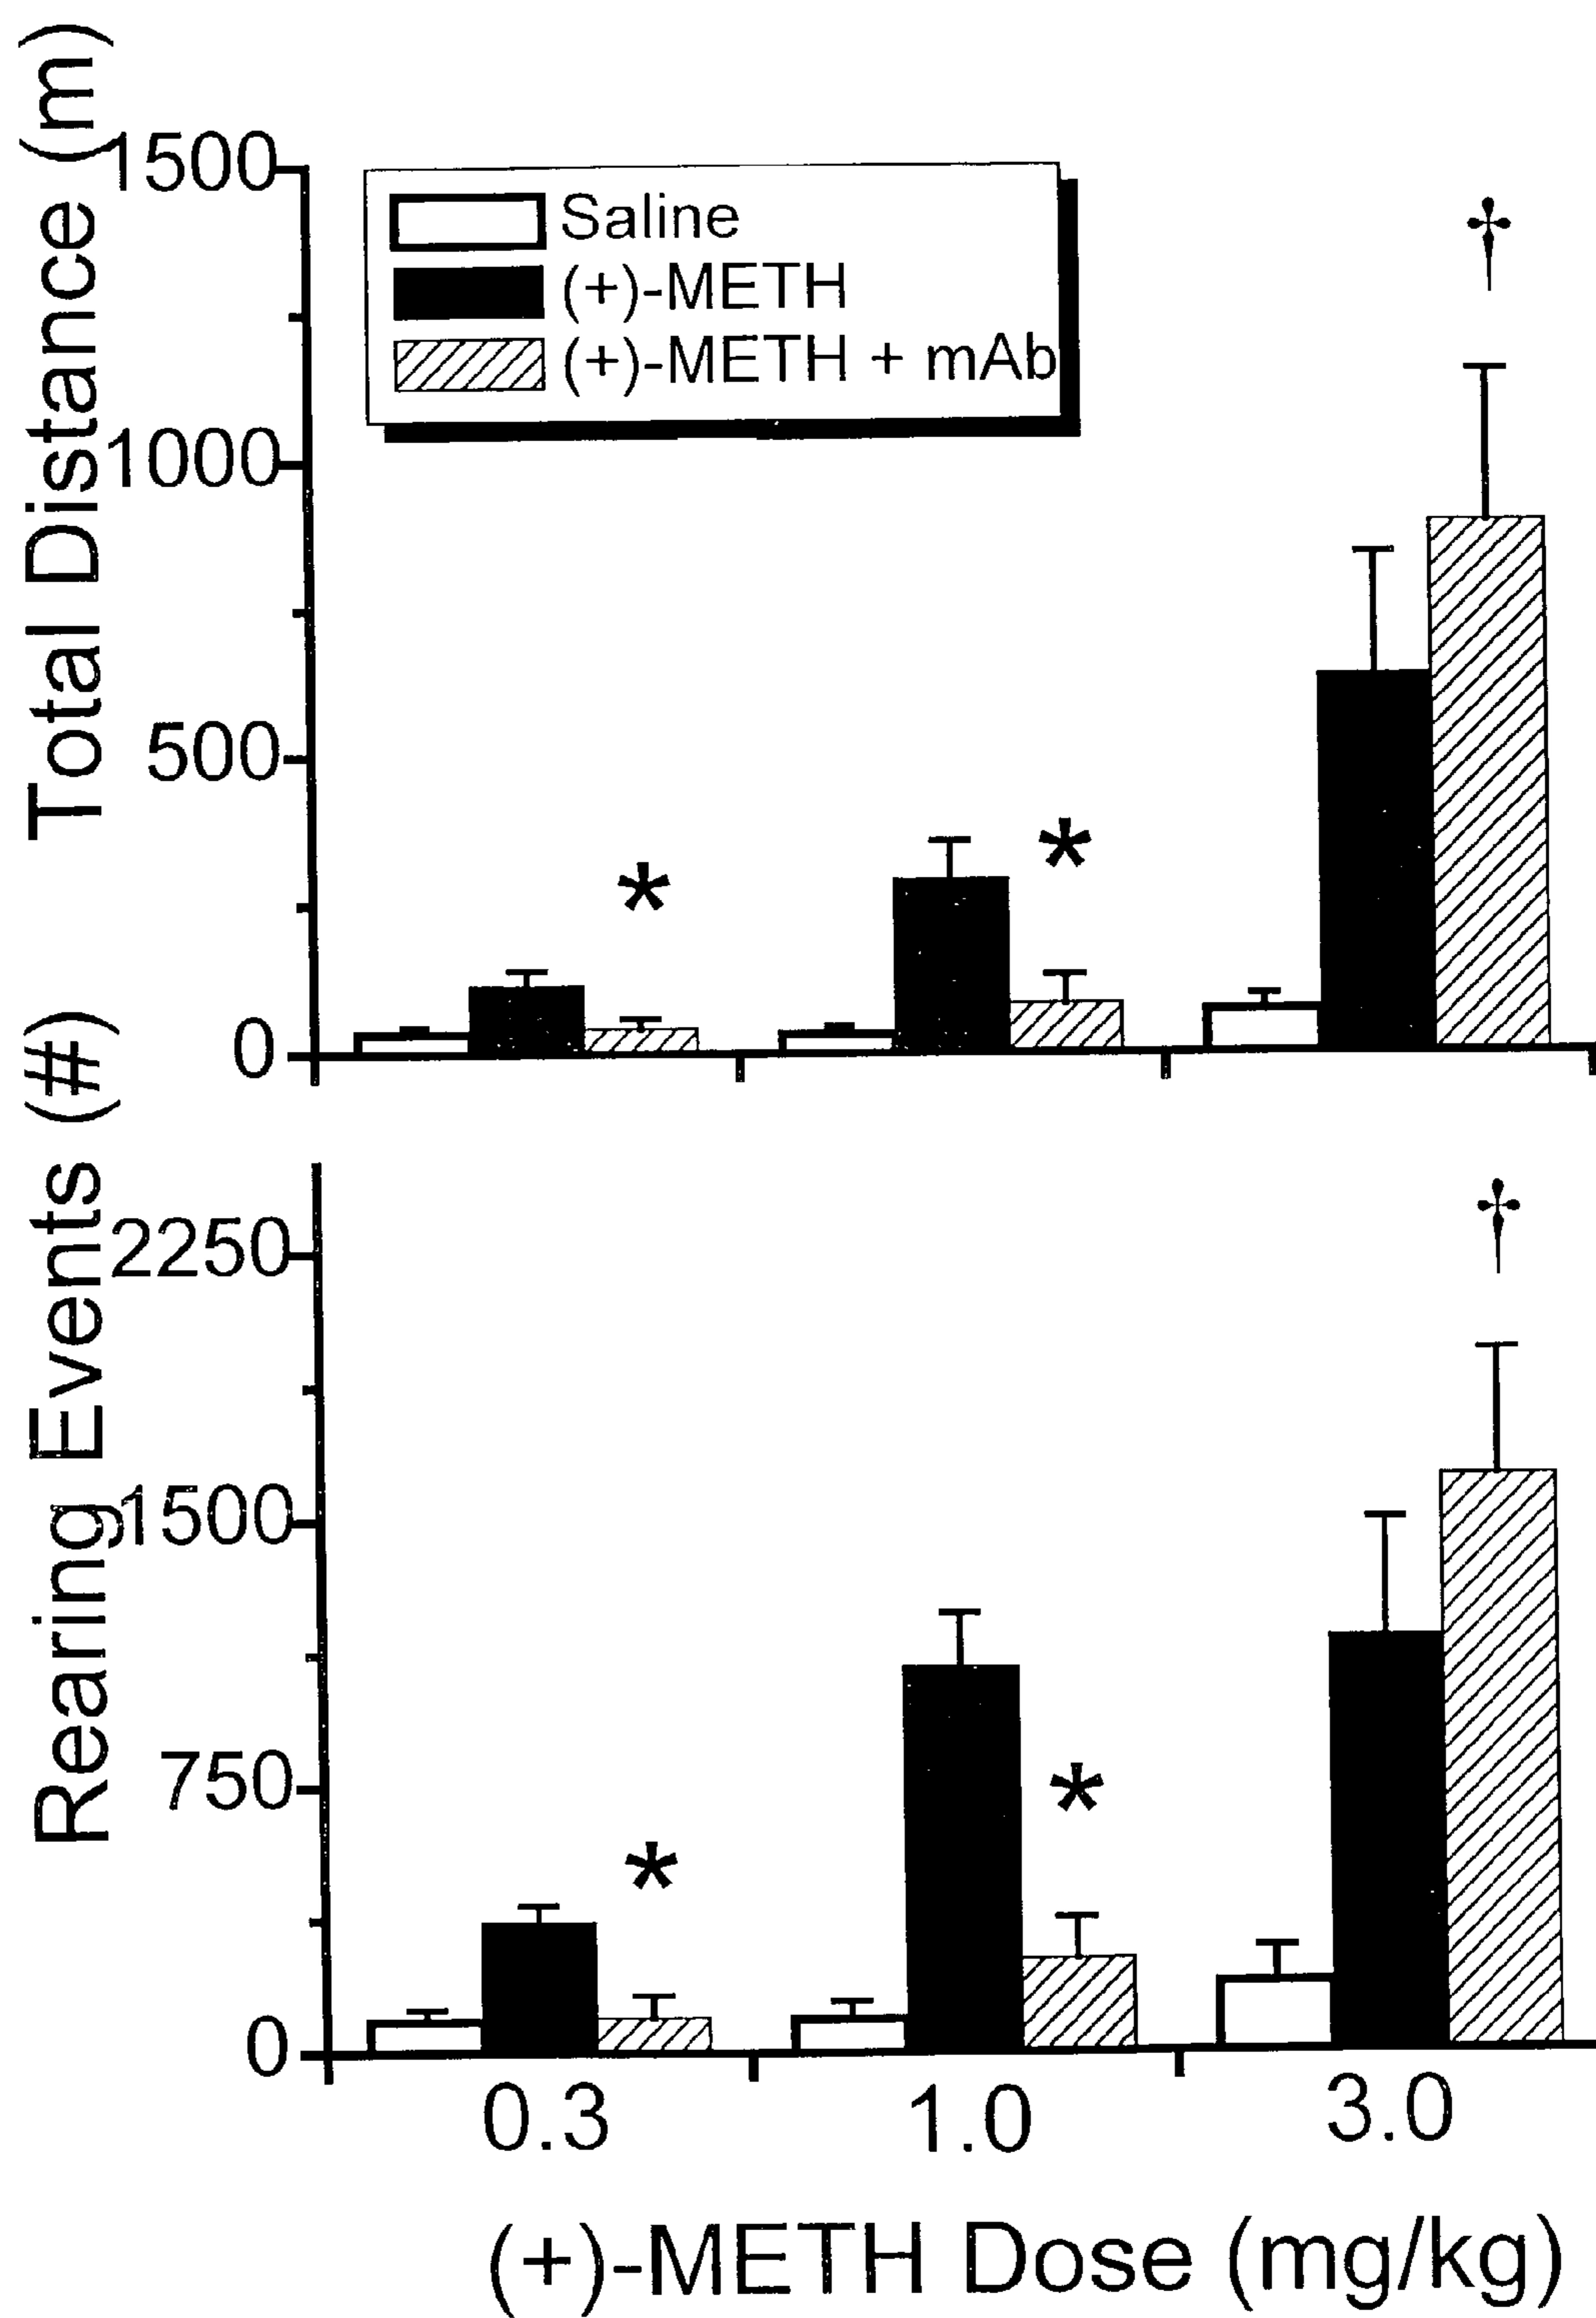 Total Distance (m)
1500
1000
500
0
Saline
(+)-METH
(+)-METH + mAb
†
*
*
Rearing Events (#)
2250
1500
750
0
†
*
*
0.3
1.0
3.0
(+)-METH Dose (mg/kg)